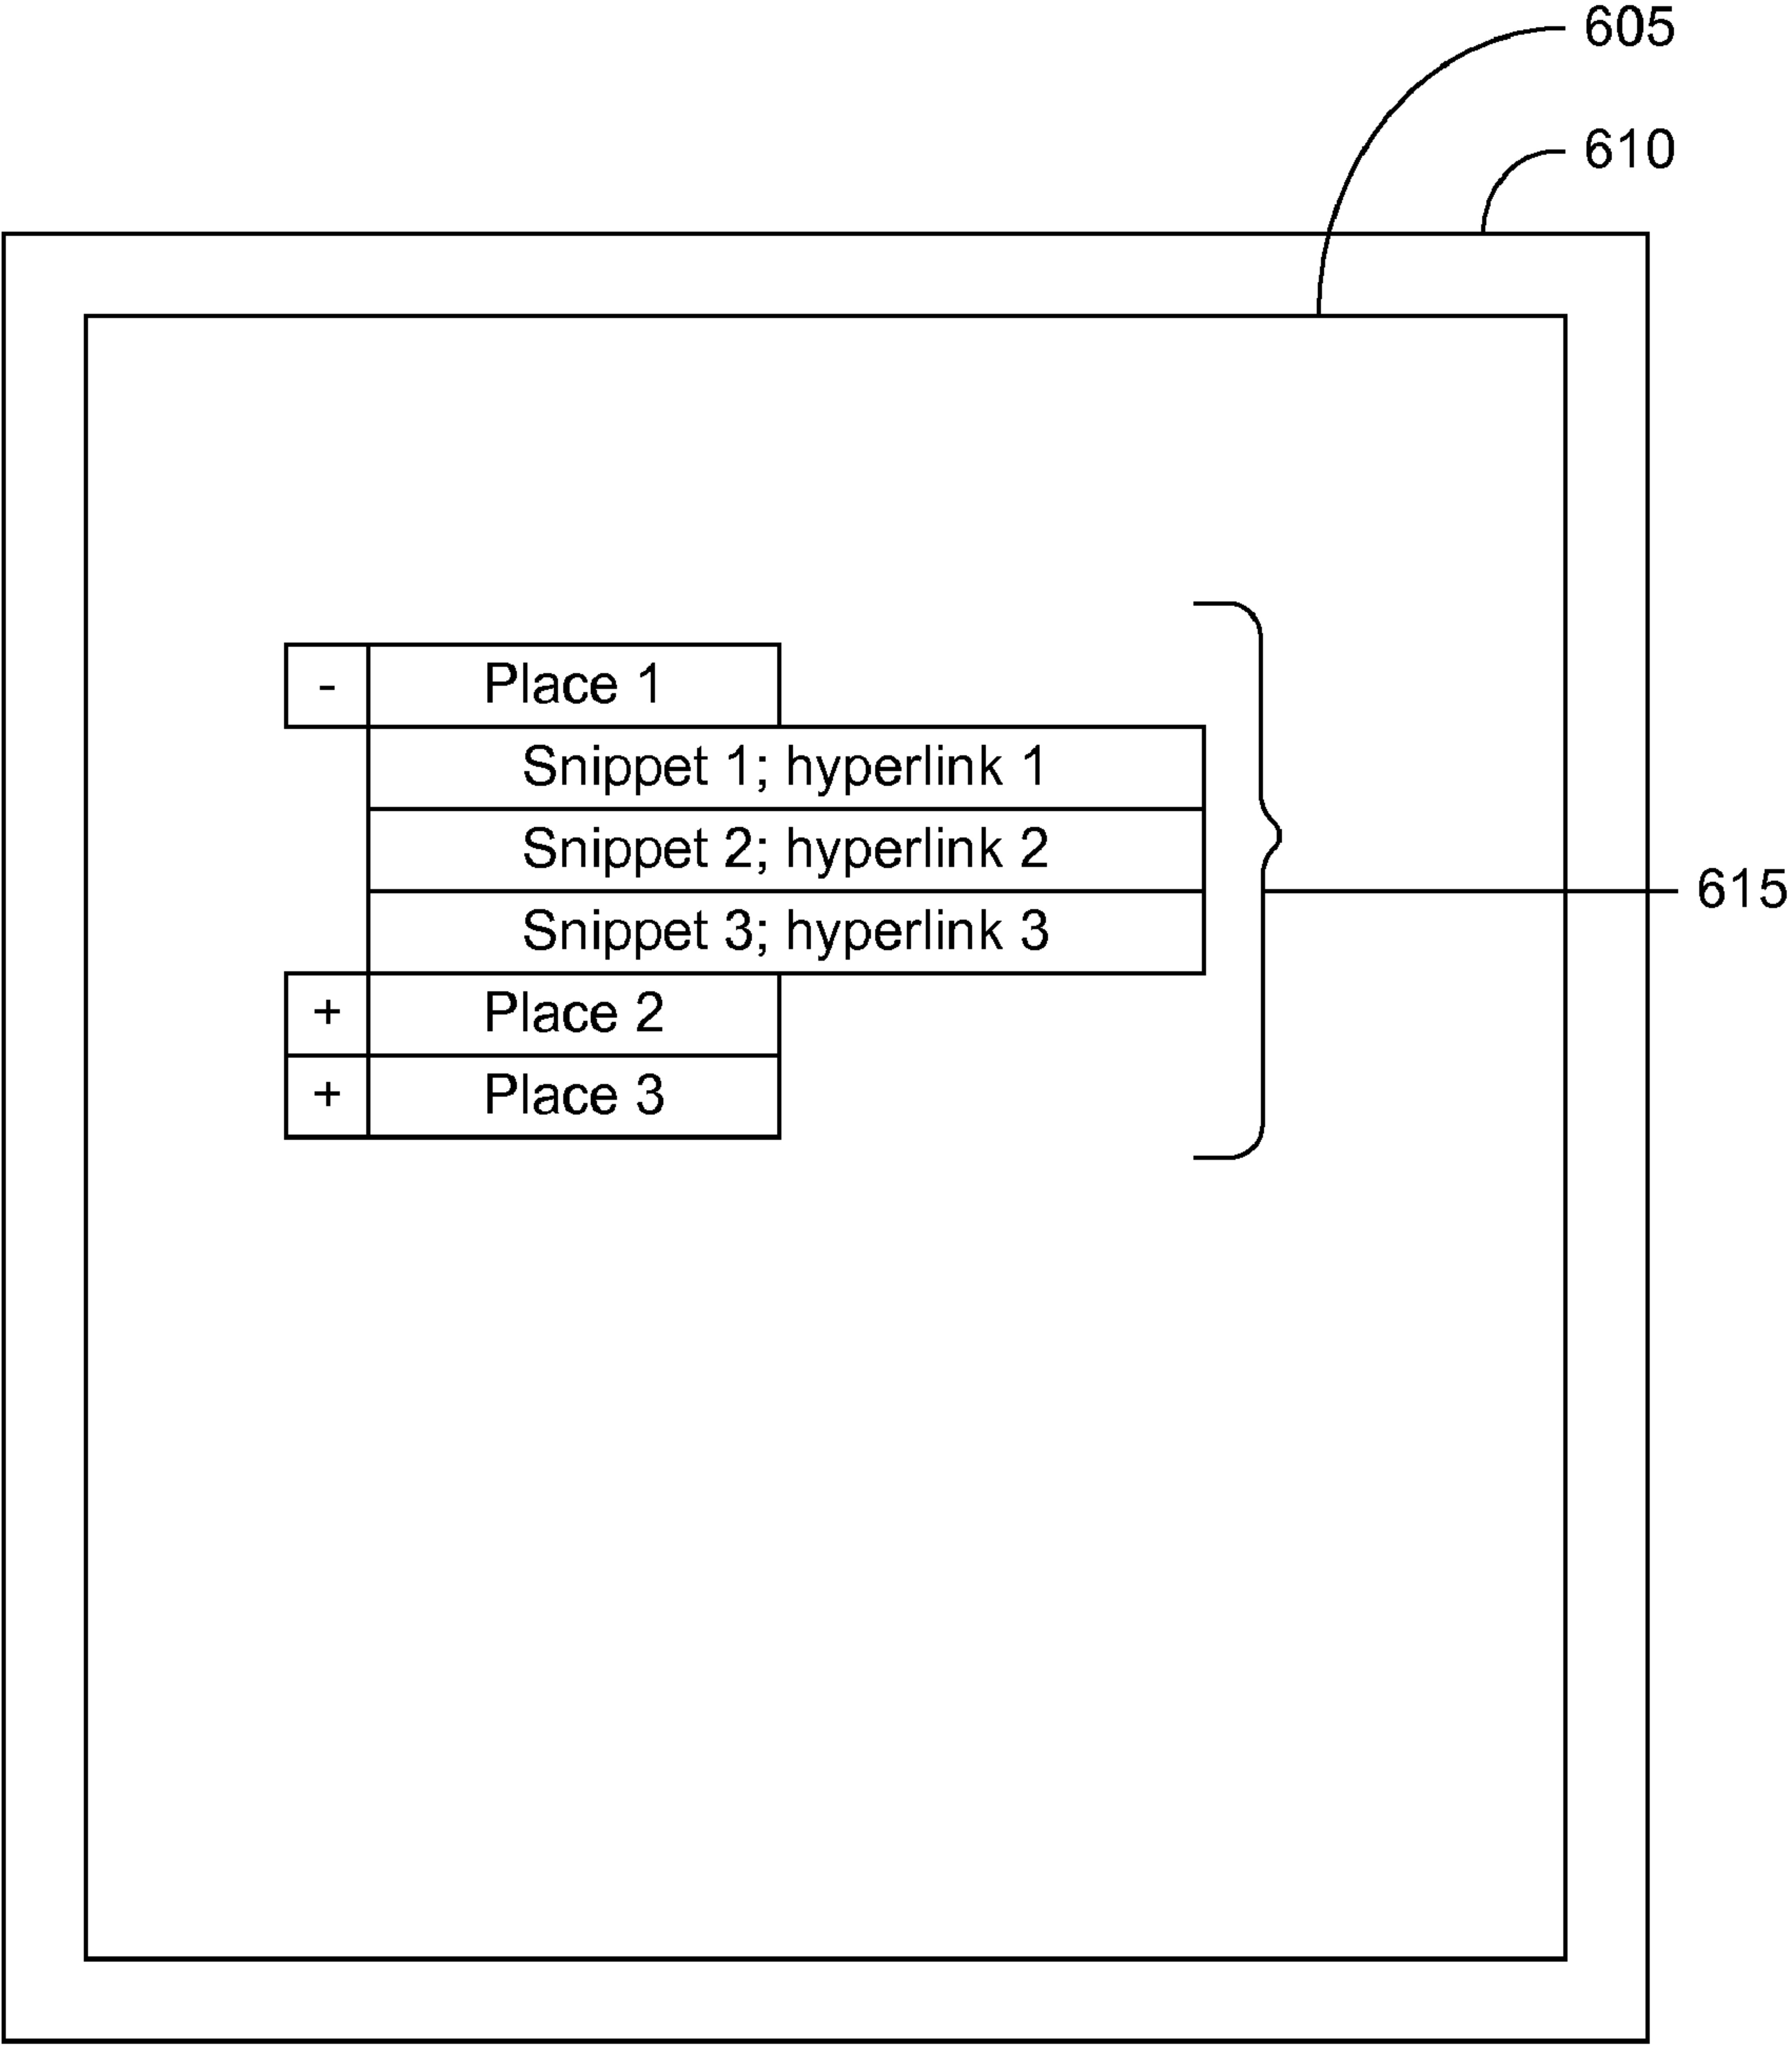 605
610
- Place 1
Snippet 1; hyperlink 1
Snippet 2; hyperlink 2
615
Snippet 3; hyperlink 3
+ Place 2
+ Place 3